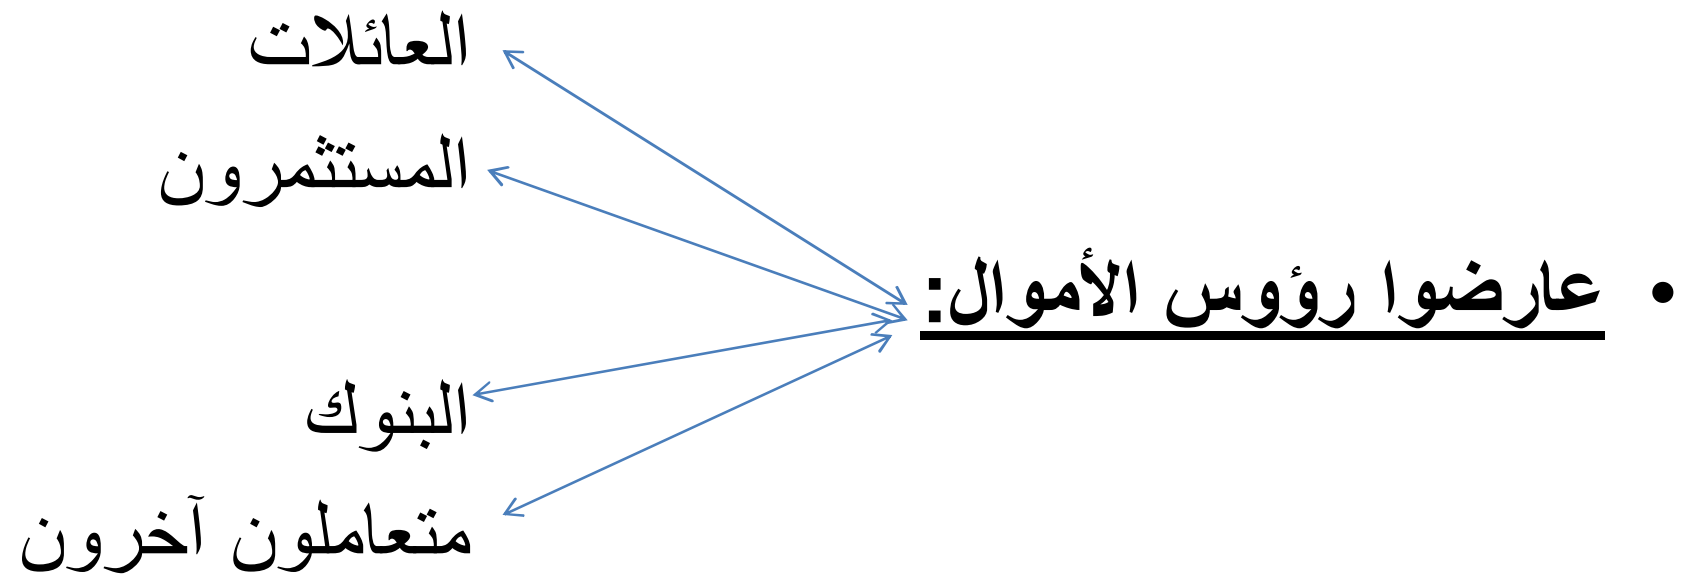 العائلات
المستثمرون
• عارضوا رؤوس الأموال:
البنوك
متعاملون آخرون